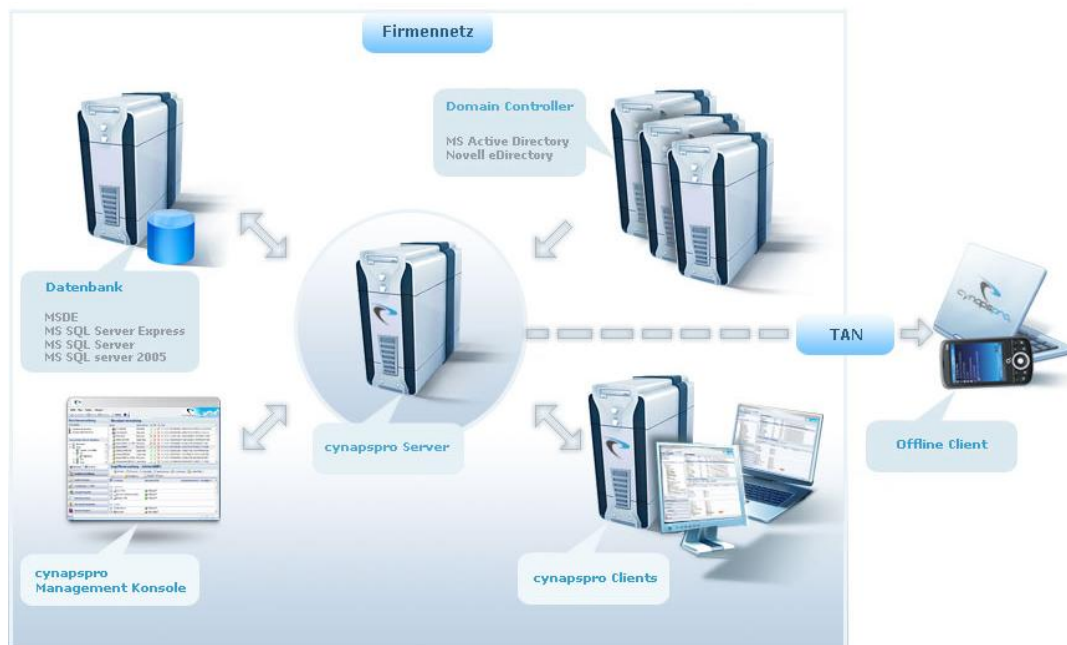 Firmennetz
Domain Controller
MS Active Directory
Novell eDirectory
Datenbank
MSDE
MS SQL Server Express
MS SQL Server
MS SQL server 2005
cynapspro Server
TAN
cynapspro.
Offline Client
cynapspro
Management Konsole
cynapspro Clients